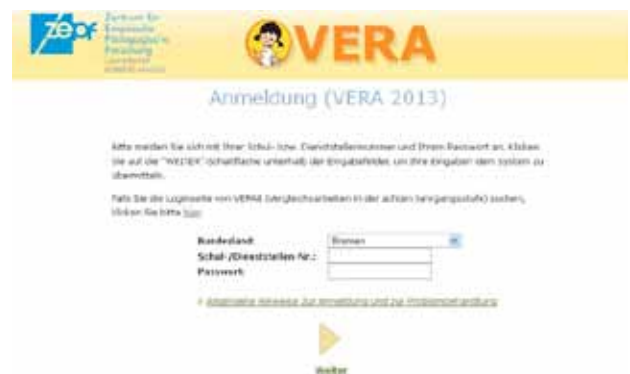 zepf
Zentrum für
Empirische
Pädagogische
Forschung
VERA
Anmeldung (VERA 2013)
Bitte melden Sie sich mit Ihrer Schul- bzw. Dienststellennummer und Ihrem Passwort an. Klicken
Sie auf die "WEITER"-Schaltfläche unterhalb der Eingabefelder, um Ihre Eingaben dem System zu
übermitteln.
Falls Sie die Loginseite von VERA8 (Vergleichsarbeiten in der achten Jahrgangsstufe) suchen,
klicken Sie bitte hier
Bundesland: Bremen
Schul-/Dienststellen-Nr.:
Passwort:
Allgemeine Hinweise zur Anmeldung und zur Problembehandlung
Weiter